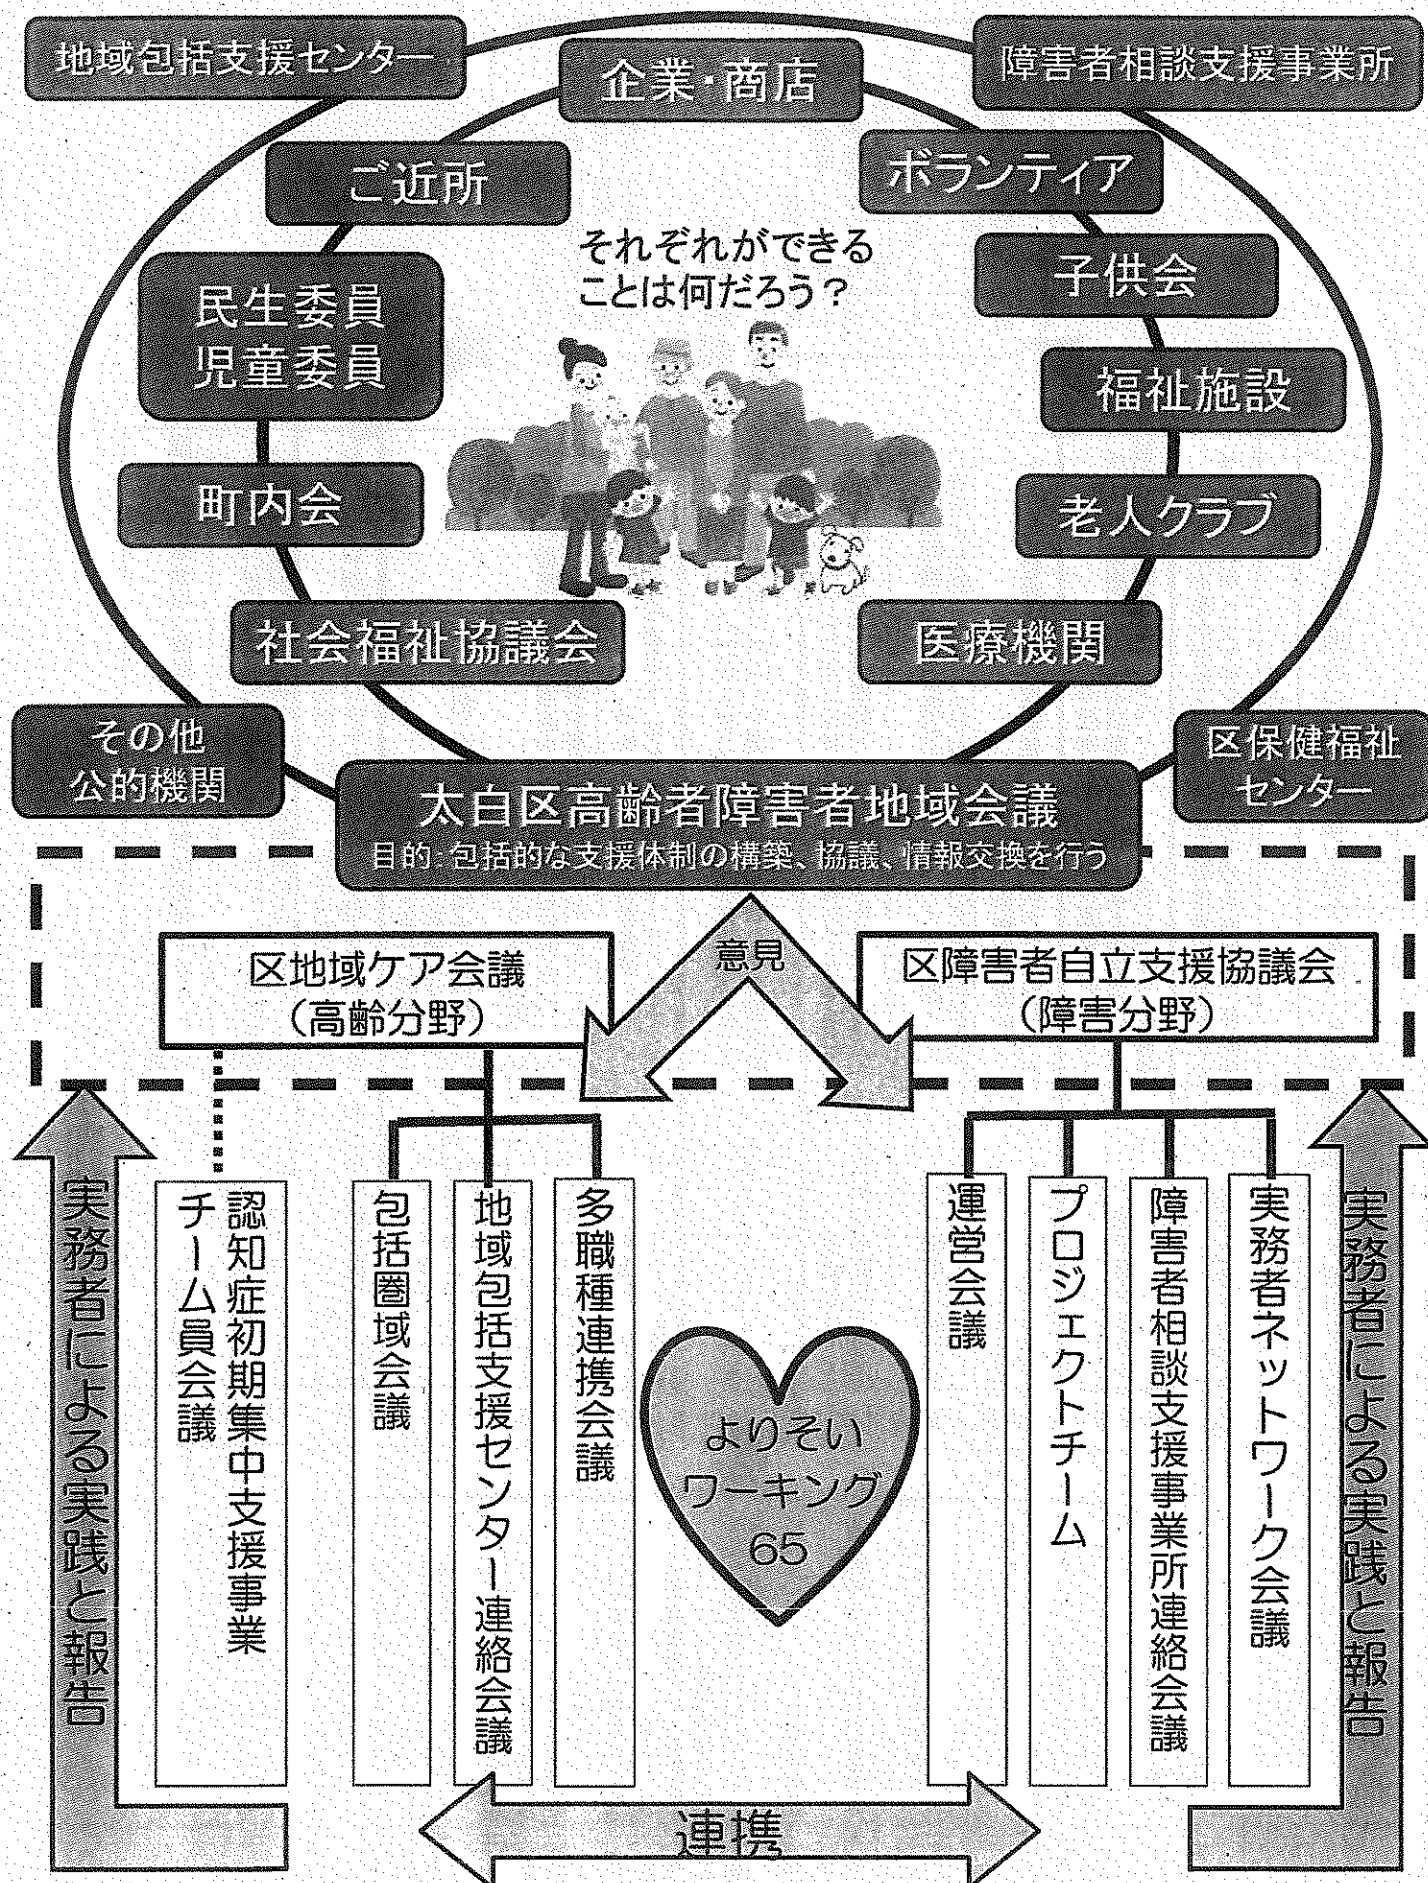 地域包括支援センター
企業・商店
障害者相談支援事業所
ご近所
ボランティア
それぞれができる
ことは何だろう？
子供会
民生委員
児童委員
福祉施設
町内会
老人クラブ
社会福祉協議会
医療機関
その他
公的機関
区保健福祉
センター
太白区高齢者障害者地域会議
目的：包括的な支援体制の構築、協議、情報交換を行う
意見
区地域ケア会議
（高齢分野）
区障害者自立支援協議会
（障害分野）
実務者による実践と報告
認知症初期集中支援事業
チーム員会議
包括圏域会議
地域包括支援センター連絡会議
多職種連携会議
よりそい
ワーキング
65
運営会議
プロジェクトチーム
障害者相談支援事業所連絡会議
実務者ネットワーク会議
実務者による実践と報告
連携